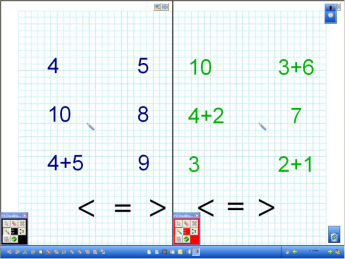 4 5 10 3+6
10 8 4+2 7
4+5 9 3 2+1
< = > < = >